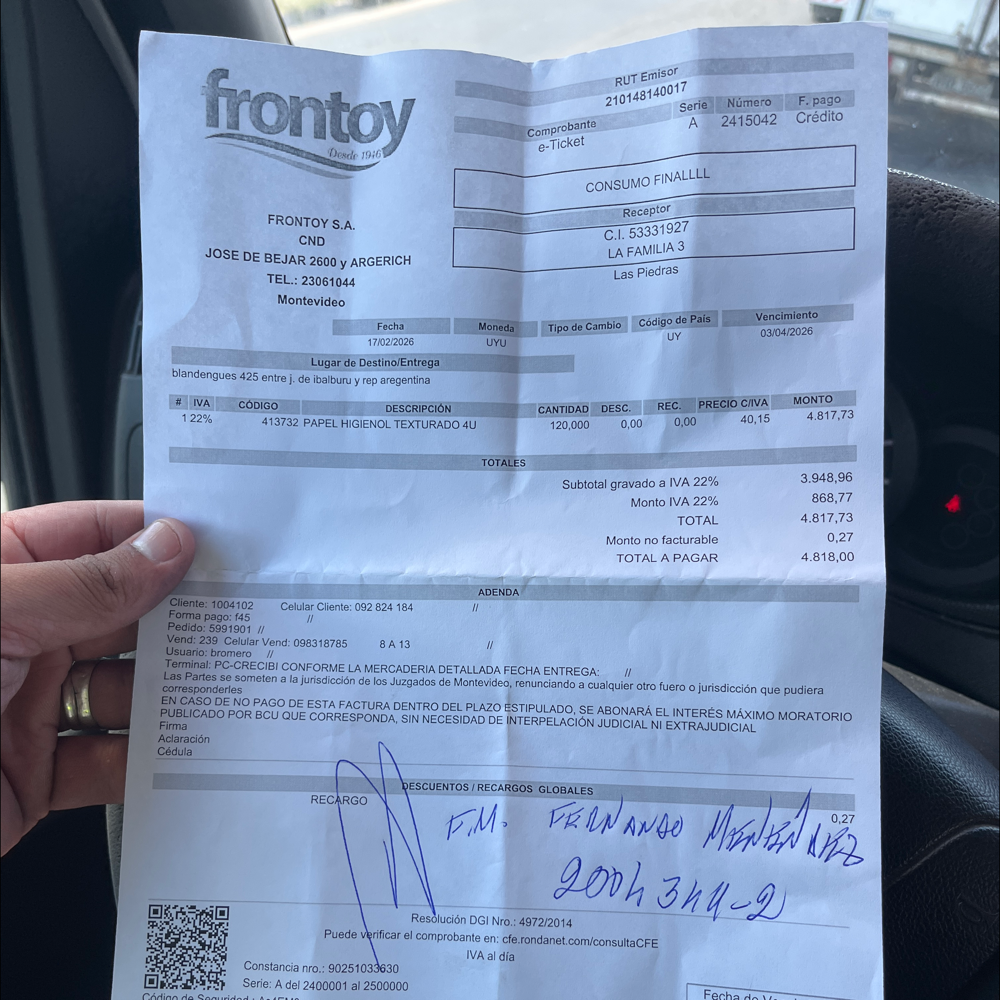 frontoy
Desde 1946
FRONTOY S.A.
CND
JOSE DE BEJAR 2600 y ARGERICH
TEL.: 23061044
Montevideo
RUT Emisor
210148140017
Comprobante Serie Número F. pago
e-Ticket A 2415042 Crédito
CONSUMO FINALLLL
Receptor
C.I. 53331927
LA FAMILIA 3
Las Piedras
Fecha Moneda Tipo de Cambio Código de País Vencimiento
17/02/2026 UYU UY 03/04/2026
Lugar de Destino/Entrega
blandengues 425 entre j. de ibalburu y rep aregentina
# IVA CÓDIGO DESCRIPCIÓN CANTIDAD DESC. REC. PRECIO C/IVA MONTO
1 22% 413732 PAPEL HIGIENOL TEXTURADO 4U 120,000 0,00 0,00 40,15 4.817,73
TOTALES
Subtotal gravado a IVA 22% 3.948,96
Monto IVA 22% 868,77
TOTAL 4.817,73
Monto no facturable 0,27
TOTAL A PAGAR 4.818,00
ADENDA
Cliente: 1004102 Celular Cliente: 092 824 184 //
Forma pago: f45 //
Pedido: 5991901 //
Vend: 239 Celular Vend: 098318785 8 A 13 //
Usuario: bromero //
Terminal: PC-CRECIBI CONFORME LA MERCADERIA DETALLADA FECHA ENTREGA: //
Las Partes se someten a la jurisdicción de los Juzgados de Montevideo, renunciando a cualquier otro fuero o jurisdicción que pudiera
corresponderles
EN CASO DE NO PAGO DE ESTA FACTURA DENTRO DEL PLAZO ESTIPULADO, SE ABONARÁ EL INTERÉS MÁXIMO MORATORIO
PUBLICADO POR BCU QUE CORRESPONDA, SIN NECESIDAD DE INTERPELACIÓN JUDICIAL NI EXTRAJUDICIAL
Firma
Aclaración
Cédula
DESCUENTOS / RECARGOS GLOBALES
RECARGO 0,27
F.M. FERNANDO
Resolución DGI Nro.: 4972/2014
Puede verificar el comprobante en: cfe.rondanet.com/consultaCFE
IVA al día
Constancia nro.: 90251033630
Serie: A del 2400001 al 2500000
Código de Seguridad
Fecha de